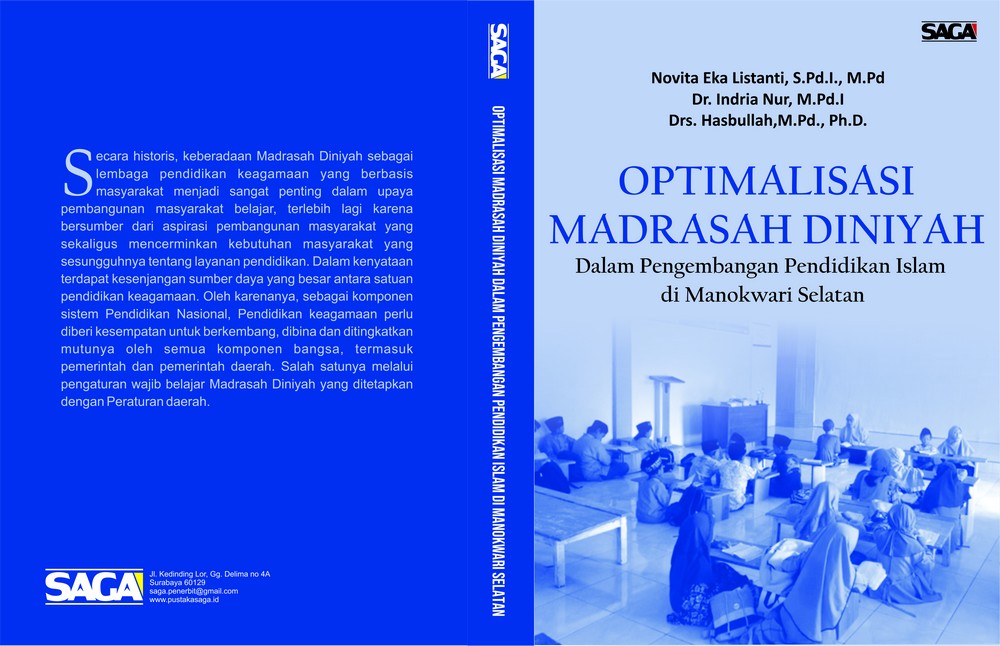 Secara historis, keberadaan Madrasah Diniyah sebagai
lembaga pendidikan keagamaan yang berbasis
masyarakat menjadi sangat penting dalam upaya
pembangunan masyarakat belajar, terlebih lagi karena
bersumber dari aspirasi pembangunan masyarakat yang
sekaligus mencerminkan kebutuhan masyarakat yang
sesungguhnya tentang layanan pendidikan. Dalam kenyataan
terdapat kesenjangan sumber daya yang besar antara satuan
pendidikan keagamaan. Oleh karenanya, sebagai komponen
sistem Pendidikan Nasional, Pendidikan keagamaan perlu
diberi kesempatan untuk berkembang, dibina dan ditingkatkan
mutunya oleh semua komponen bangsa, termasuk
pemerintah dan pemerintah daerah. Salah satunya melalui
pengaturan wajib belajar Madrasah Diniyah yang ditetapkan
dengan Peraturan daerah.
SAGA
Jl. Kedinding Lor, Gg. Delima no 4A
Surabaya 60129
saga.penerbit@gmail.com
www.pustakasaga.id
SAGA
OPTIMALISASI MADRASAH DINIYAH DALAM PENGEMBANGAN PENDIDIKAN ISLAM DI MANOKWARI SELATAN
SAGA
Novita Eka Listanti, S.Pd.I., M.Pd
Dr. Indria Nur, M.Pd.I
Drs. Hasbullah,M.Pd., Ph.D.
OPTIMALISASI
MADRASAH DINIYAH
Dalam Pengembangan Pendidikan Islam
di Manokwari Selatan